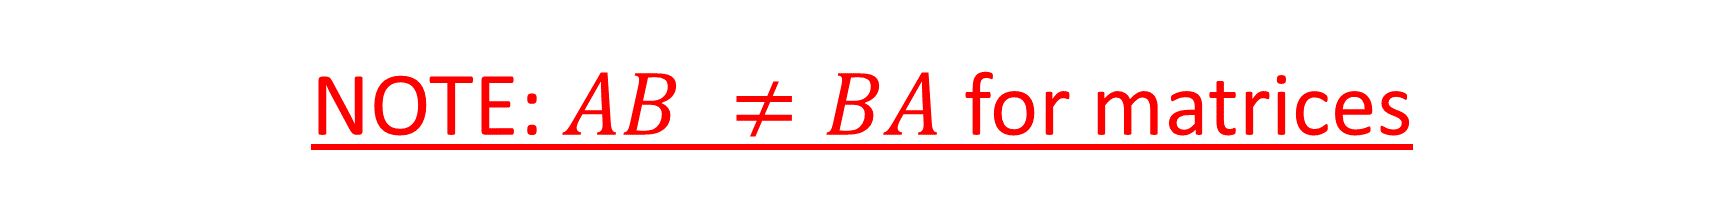 NOTE: AB ≠ BA for matrices